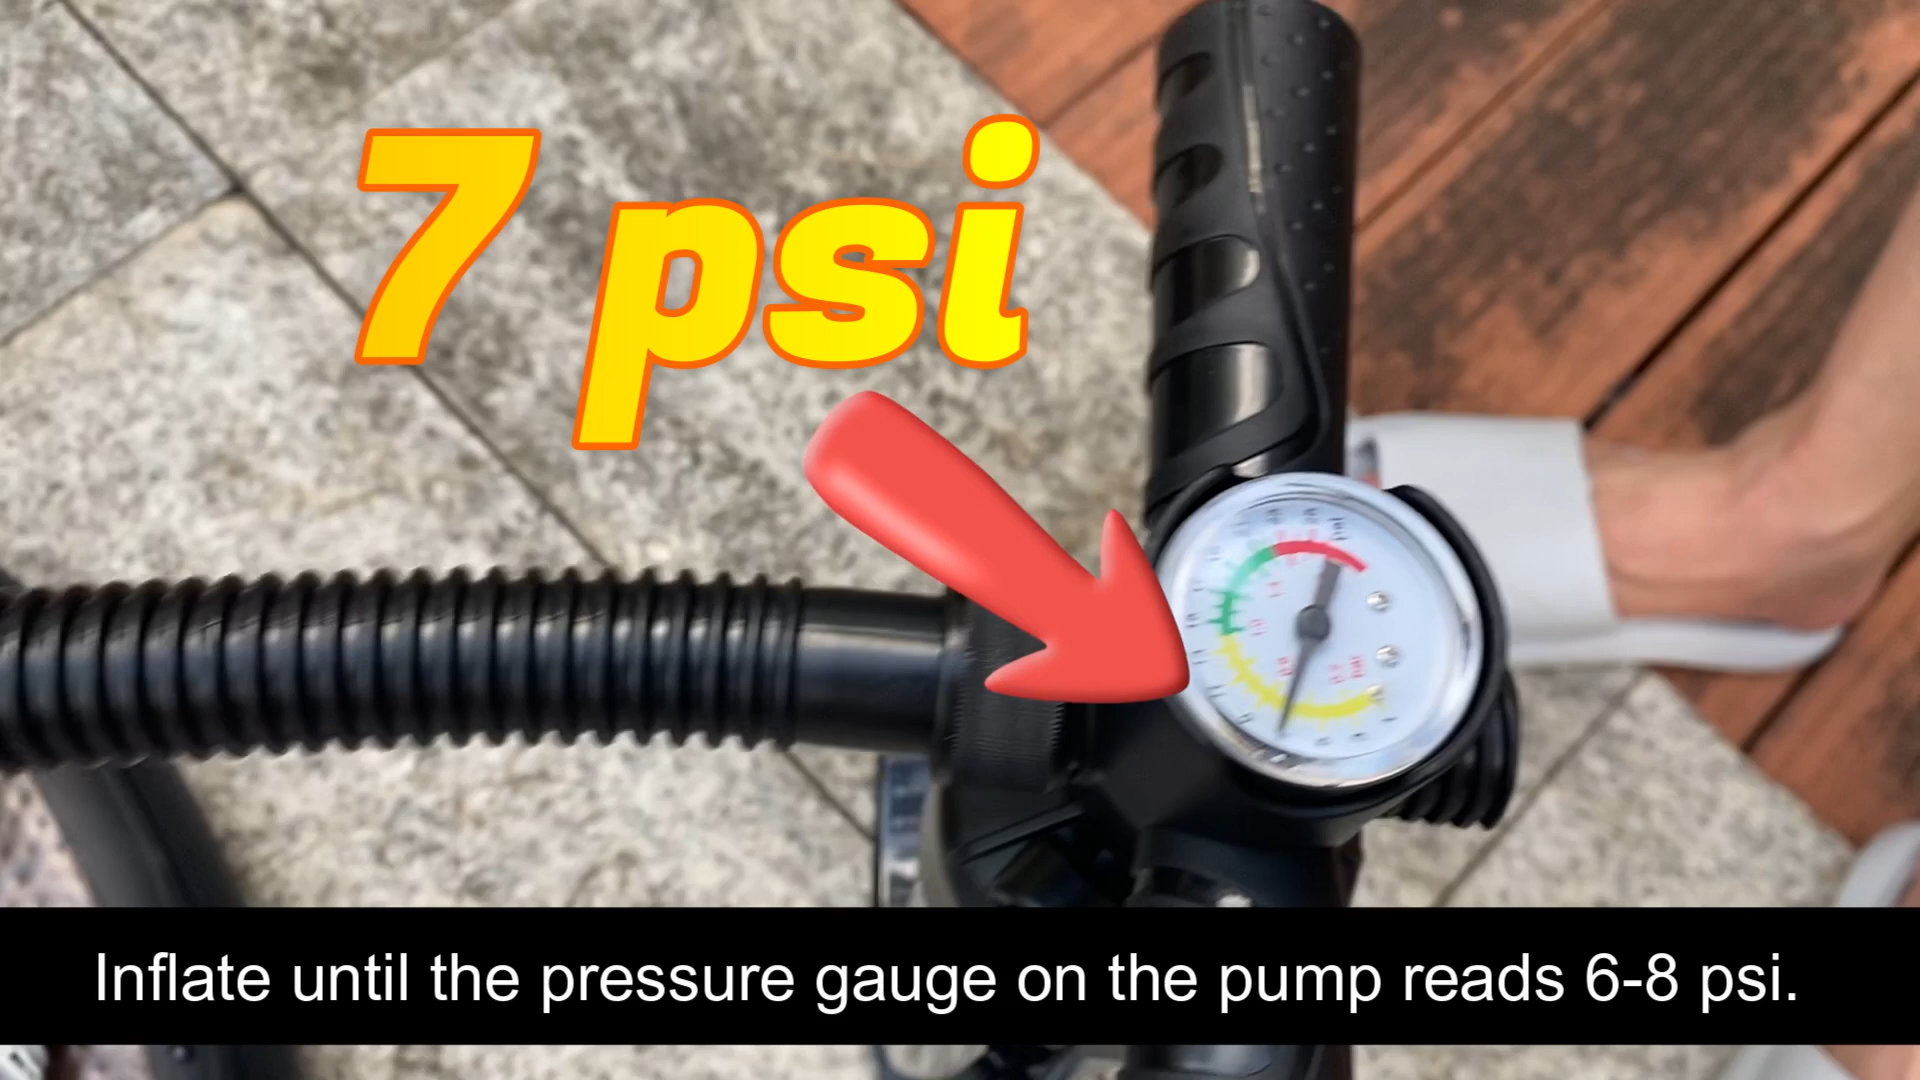 7 psi
Inflate until the pressure gauge on the pump reads 6-8 psi.